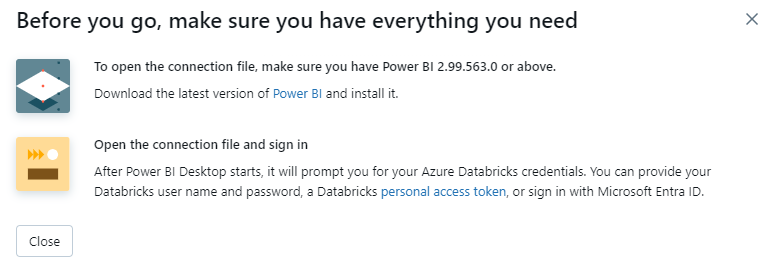 Before you go, make sure you have everything you need
To open the connection file, make sure you have Power BI 2.99.563.0 or above.
Download the latest version of Power BI and install it.
Open the connection file and sign in
After Power BI Desktop starts, it will prompt you for your Azure Databricks credentials. You can provide your
Databricks user name and password, a Databricks personal access token, or sign in with Microsoft Entra ID.
Close